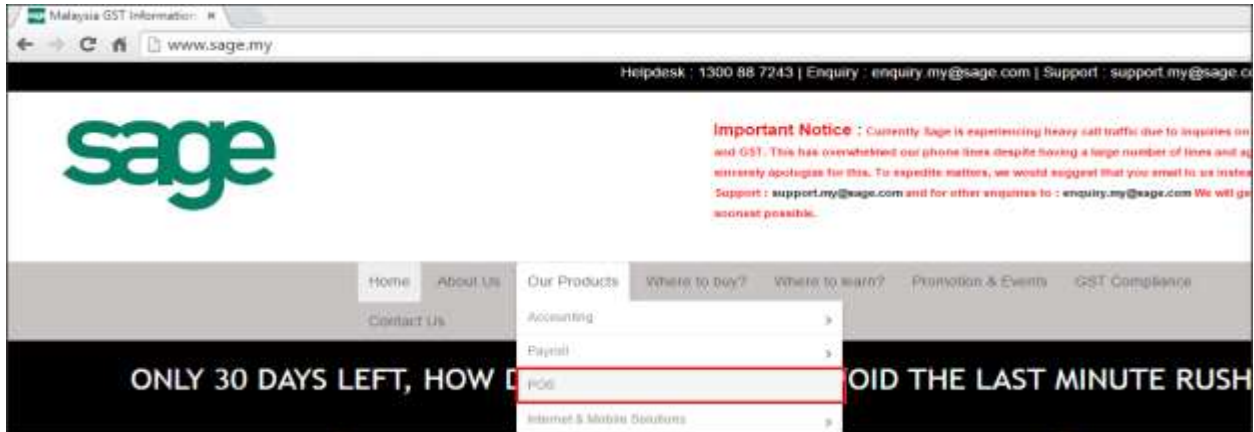 Malaysia GST Information:
www.sage.my
Helpdesk : 1300 88 7243 | Enquiry : enquiry.my@sage.com | Support : support.my@sage.c
sage
Important Notice : Currently Sage is experiencing heavy call traffic due to inquiries on
and GST. This has overwhelmed our phone lines despite having a large number of lines and ag
sincerely apologies for this. To expedite matters, we would suggest that you email to us instea
Support : support.my@sage.com and for other enquiries to : enquiry.my@sage.com We will ge
soonest possible.
Home About Us Our Products Where to buy? Where to learn? Promotion & Events GST Compliance
Contact Us
Accounting
Payroll
POS
Internet & Mobile Solutions
ONLY 30 DAYS LEFT, HOW D OID THE LAST MINUTE RUSH